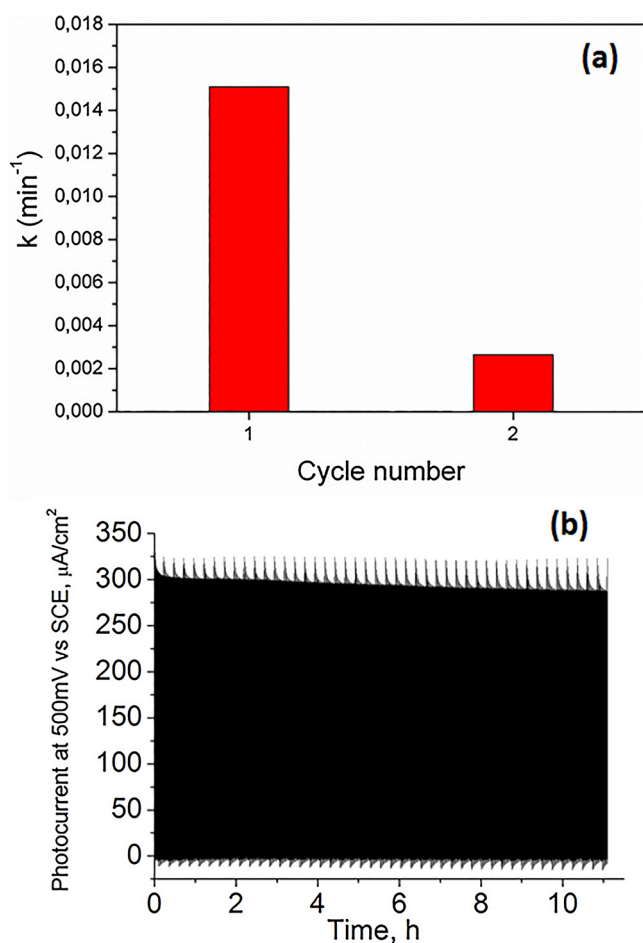 (a)
0,018
0,016
0,014
0,012
0,010
0,008
0,006
0,004
0,002
0,000
k (min⁻¹)
1 2
Cycle number
(b)
350
300
250
200
150
100
50
0
Photocurrent at 500mV vs SCE, μA/cm²
0 2 4 6 8 10
Time, h